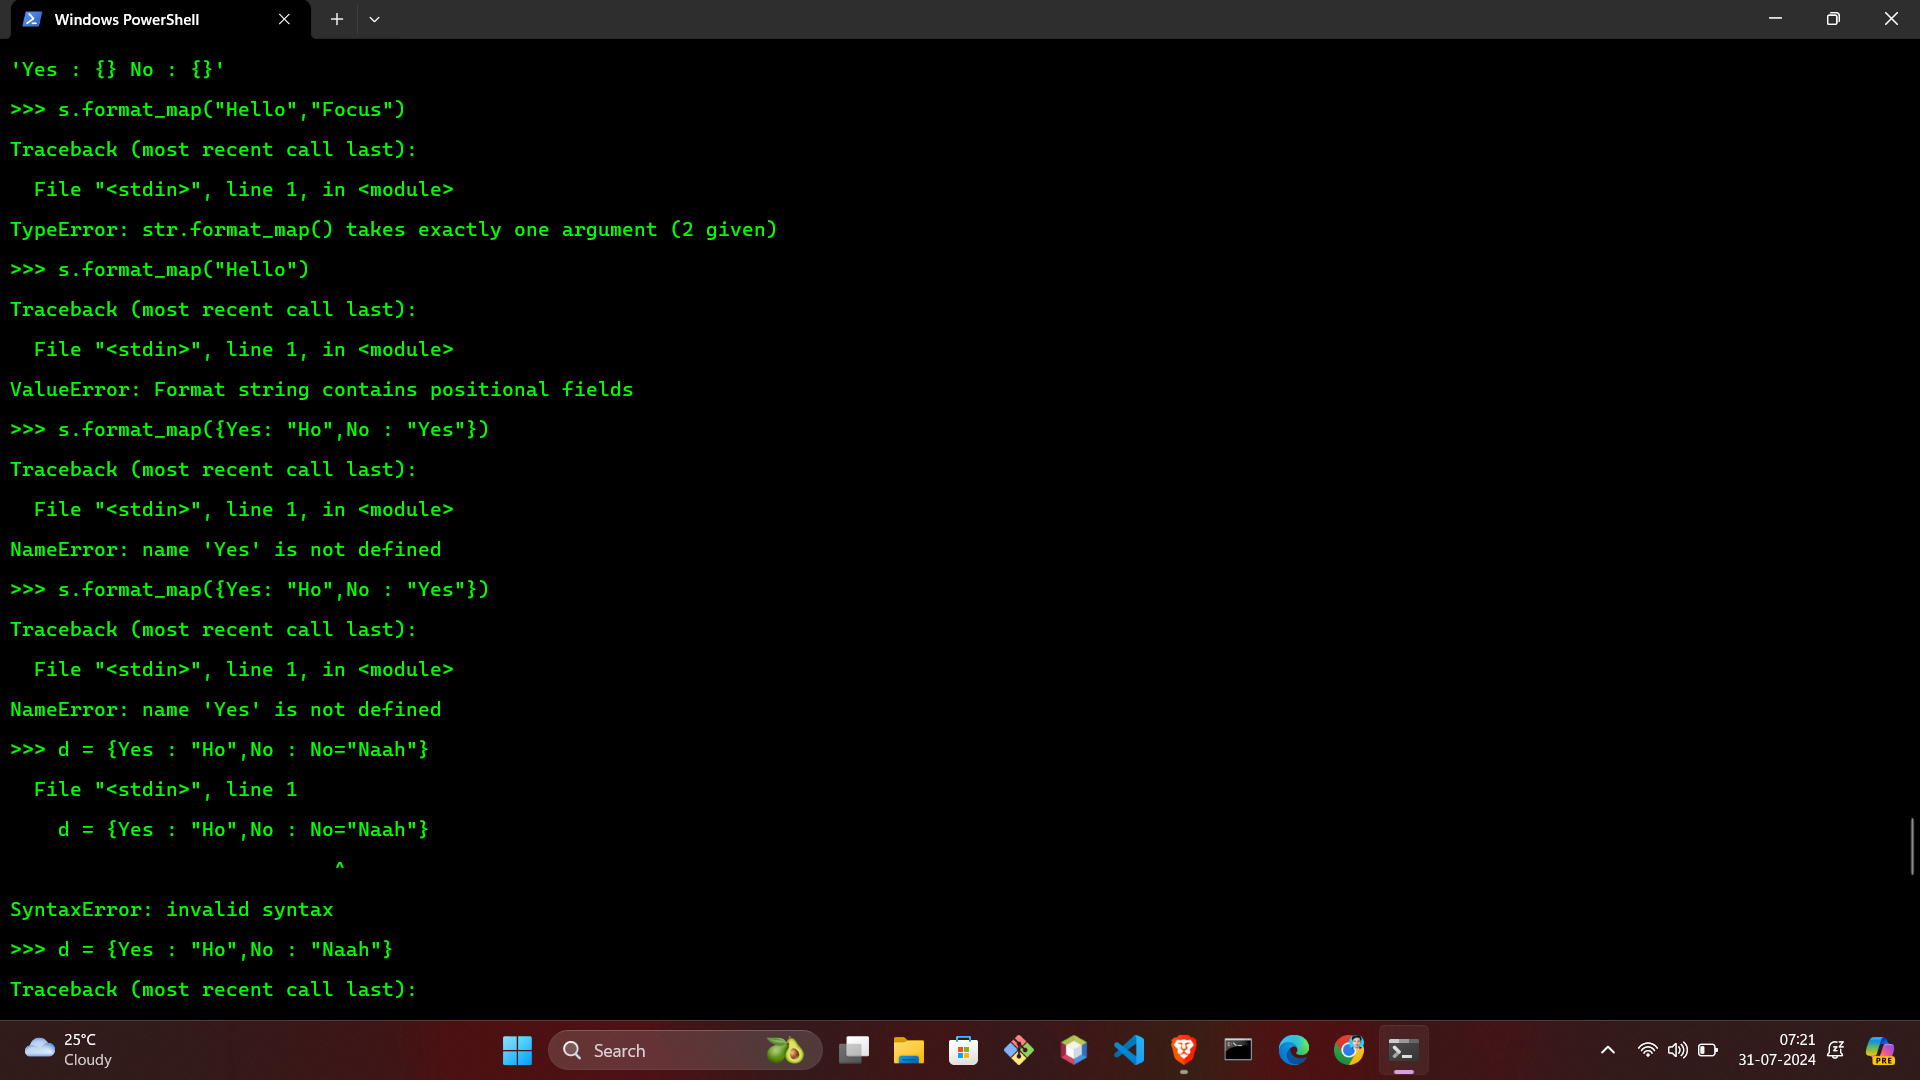 Windows PowerShell
'Yes : {} No : {}'
>>> s.format_map("Hello","Focus")
Traceback (most recent call last):
  File "<stdin>", line 1, in <module>
TypeError: str.format_map() takes exactly one argument (2 given)
>>> s.format_map("Hello")
Traceback (most recent call last):
  File "<stdin>", line 1, in <module>
ValueError: Format string contains positional fields
>>> s.format_map({Yes: "Ho",No : "Yes"})
Traceback (most recent call last):
  File "<stdin>", line 1, in <module>
NameError: name 'Yes' is not defined
>>> s.format_map({Yes: "Ho",No : "Yes"})
Traceback (most recent call last):
  File "<stdin>", line 1, in <module>
NameError: name 'Yes' is not defined
>>> d = {Yes : "Ho",No : No="Naah"}
  File "<stdin>", line 1
    d = {Yes : "Ho",No : No="Naah"}
                           ^
SyntaxError: invalid syntax
>>> d = {Yes : "Ho",No : "Naah"}
Traceback (most recent call last):
25°C
Cloudy
Search
07:21
31-07-2024
PRE